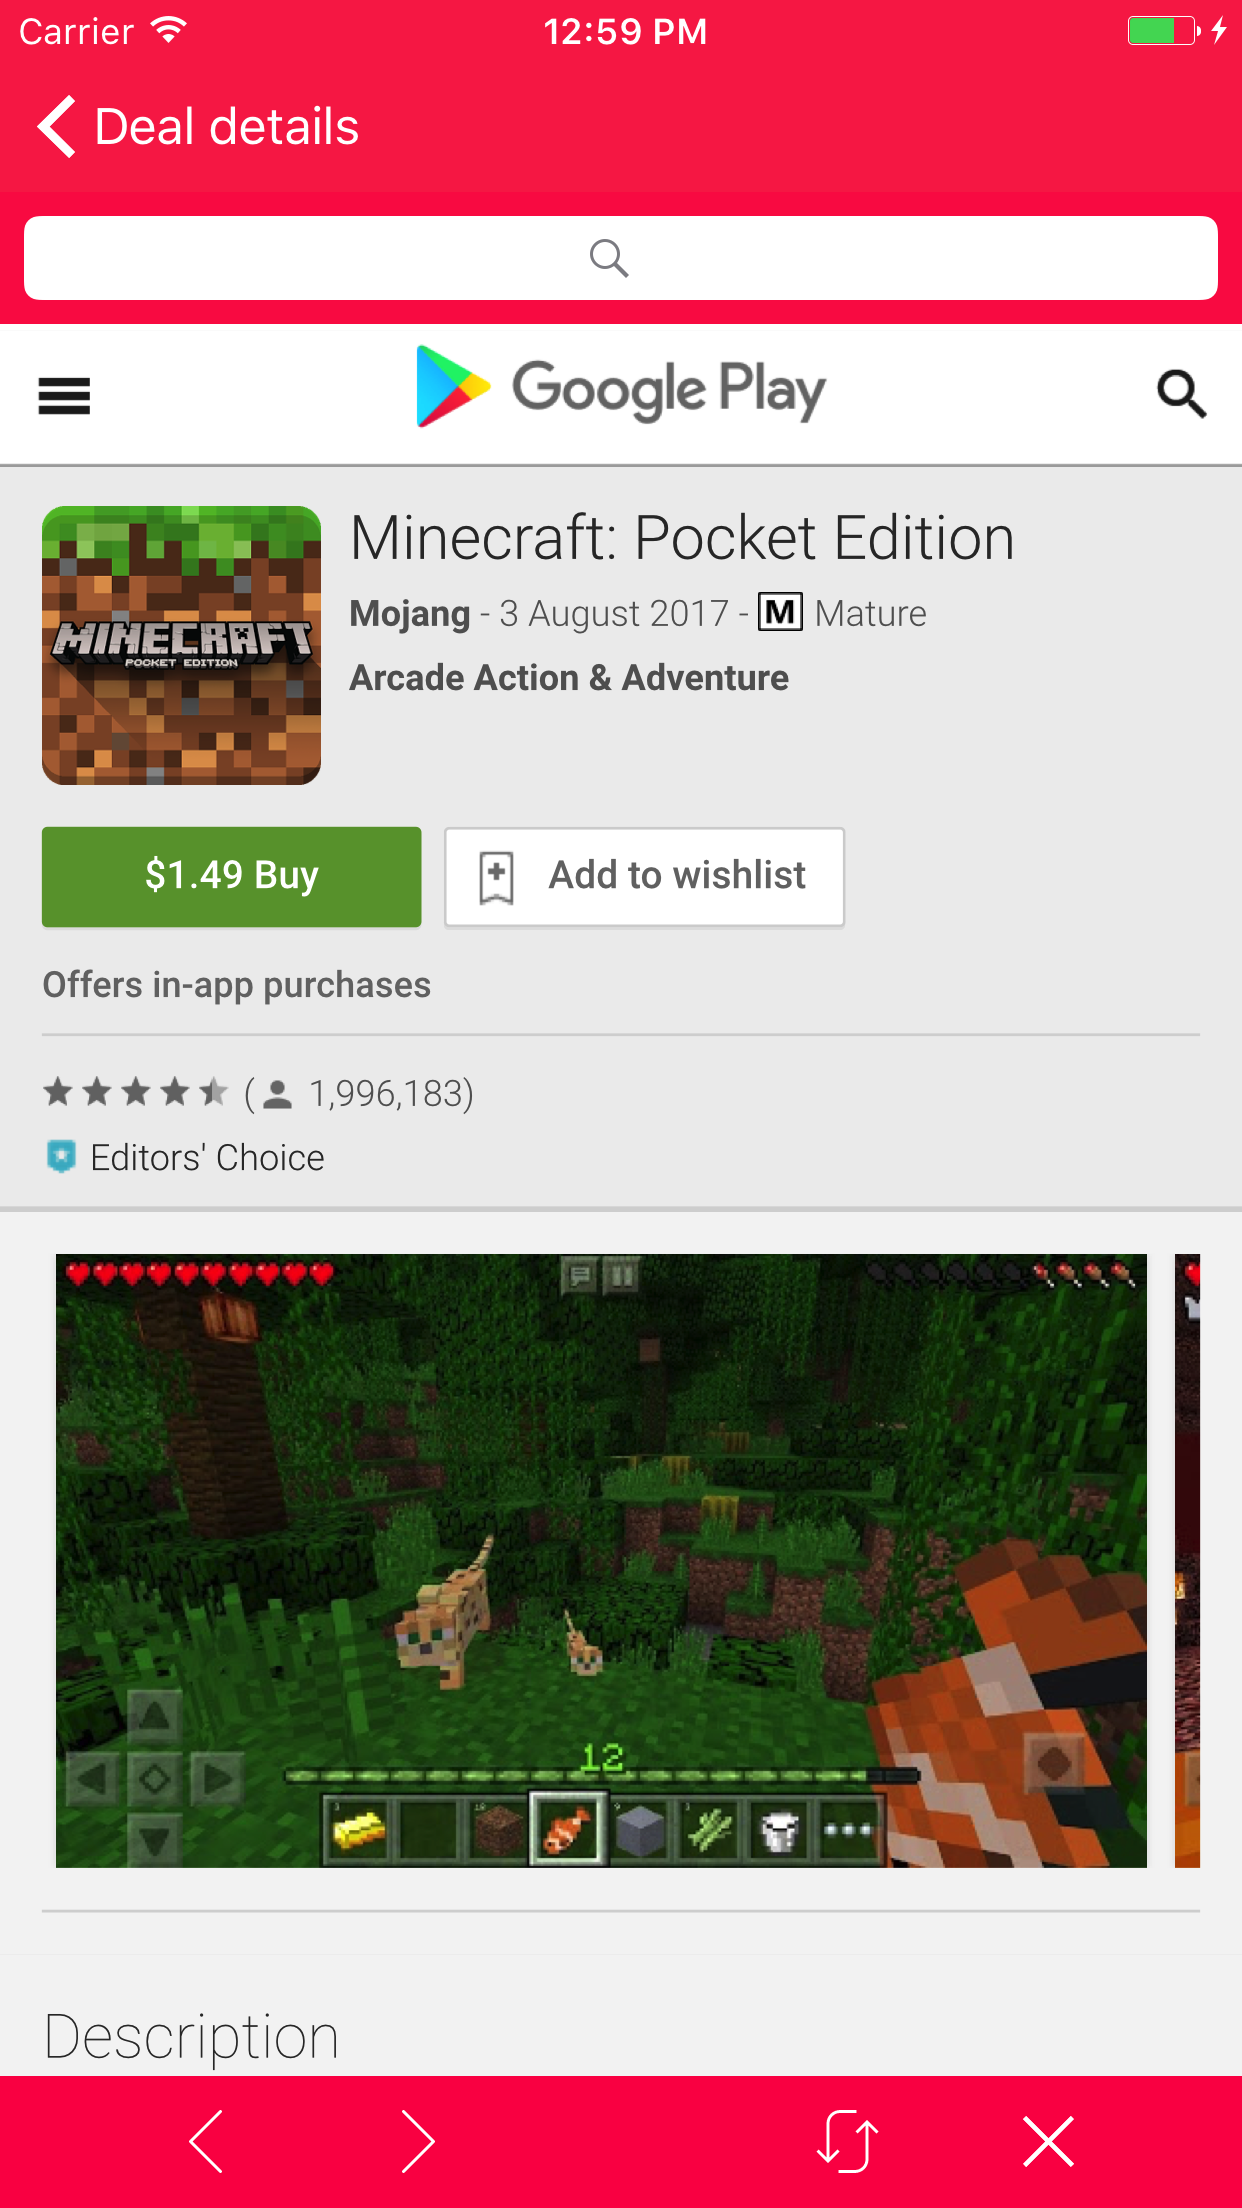 Carrier 12:59 PM
Deal details
Google Play
Minecraft: Pocket Edition
Mojang - 3 August 2017 - M Mature
Arcade Action & Adventure
MINECRAFT
POCKET EDITION
$1.49 Buy
Add to wishlist
Offers in-app purchases
( 1,996,183)
Editors' Choice
12
Description